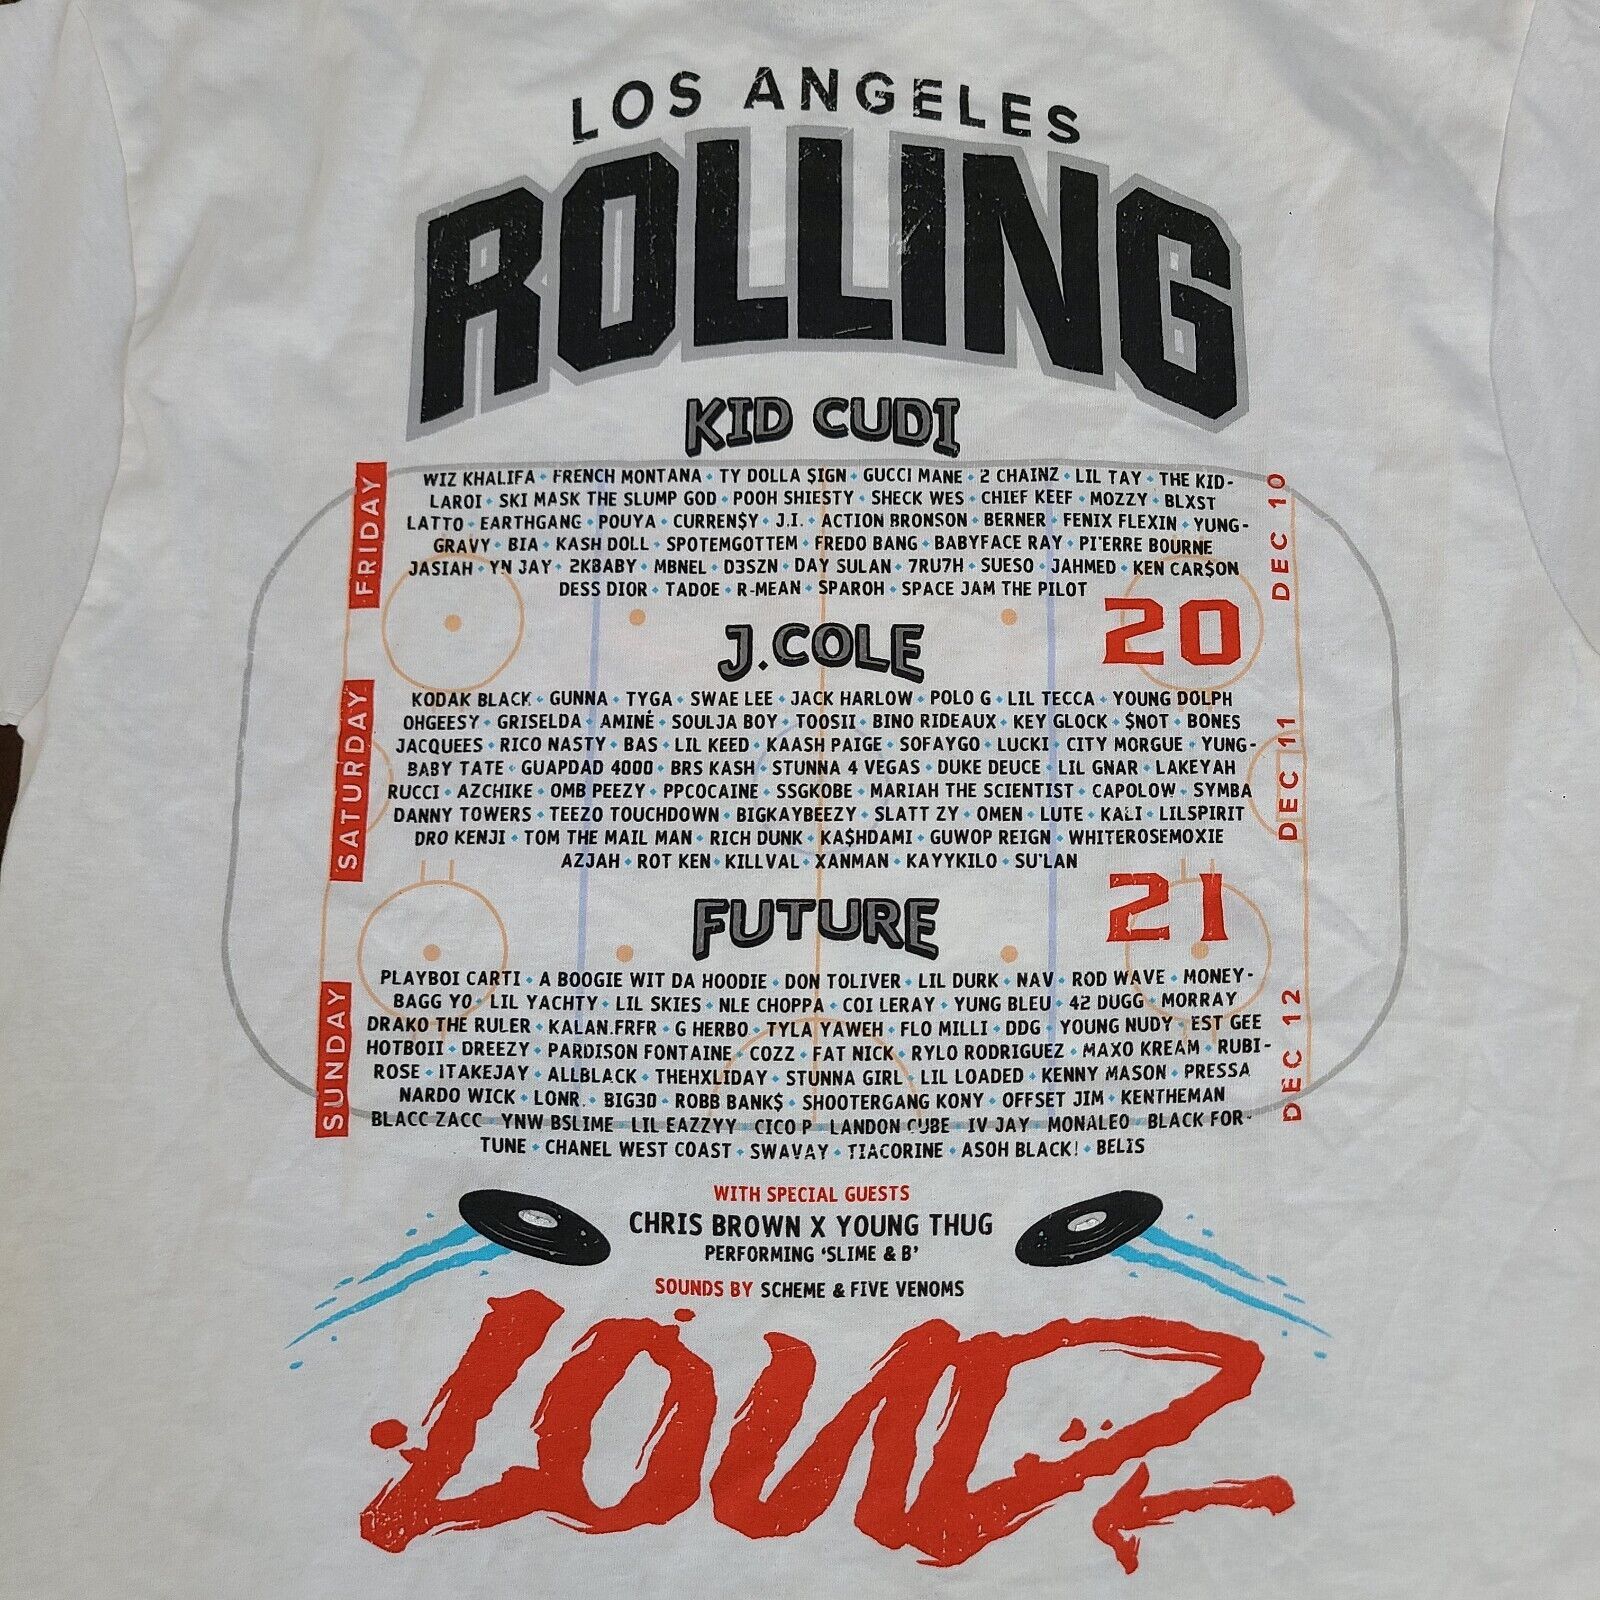 LOS ANGELES
ROLLING
KID CUDI
FRIDAY
WIZ KHALIFA • FRENCH MONTANA • TY DOLLA $IGN • GUCCI MANE • 2 CHAINZ • LIL TAY • THE KID-
LAROI • SKI MASK THE SLUMP GOD • POOH SHIESTY • SHECK WES • CHIEF KEEF • MOZZY • BLXST
LATTO • EARTHGANG • POUYA • CURREN$Y • J.I. • ACTION BRONSON • BERNER • FENIX FLEXIN • YUNG-
GRAVY • BIA • KASH DOLL • SPOTEMGOTTEM • FREDO BANG • BABYFACE RAY • PI'ERRE BOURNE
JASIAH • YN JAY • 2KBABY • MBNEL • D3SZN • DAY SULAN • 7RU7H • SUESO • JAHMED • KEN CAR$ON
DESS DIOR • TADOE • R-MEAN • SPAROH • SPACE JAM THE PILOT
DEC 10
20
J.COLE
SATURDAY
KODAK BLACK • GUNNA • TYGA • SWAE LEE • JACK HARLOW • POLO G • LIL TECCA • YOUNG DOLPH
OHGEESY • GRISELDA • AMINÉ • SOULJA BOY • TOOSII • BINO RIDEAUX • KEY GLOCK • $NOT • BONES
JACQUEES • RICO NASTY • BAS • LIL KEED • KAASH PAIGE • SOFAYGO • LUCKI • CITY MORGUE • YUNG-
BABY TATE • GUAPDAD 4000 • BRS KASH • STUNNA 4 VEGAS • DUKE DEUCE • LIL GNAR • LAKEYAH
RUCCI • AZCHIKE • OMB PEEZY • PPCOCAINE • SSGKOBE • MARIAH THE SCIENTIST • CAPOLOW • SYMBA
DANNY TOWERS • TEEZO TOUCHDOWN • BIGKAYBEEZY • SLATT ZY • OMEN • LUTE • KALI • LILSPIRIT
DRO KENJI • TOM THE MAIL MAN • RICH DUNK • KA$HDAMI • GUWOP REIGN • WHITEROSEMOXIE
AZJAH • ROT KEN • KILLVAL • XANMAN • KAYYKILO • SU'LAN
DEC 11
21
FUTURE
SUNDAY
PLAYBOI CARTI • A BOOGIE WIT DA HOODIE • DON TOLIVER • LIL DURK • NAV • ROD WAVE • MONEY-
BAGG YO • LIL YACHTY • LIL SKIES • NLE CHOPPA • COI LERAY • YUNG BLEU • 42 DUGG • MORRAY
DRAKO THE RULER • KALAN.FRFR • G HERBO • TYLA YAWEH • FLO MILLI • DDG • YOUNG NUDY • EST GEE
HOTBOII • DREEZY • PARDISON FONTAINE • COZZ • FAT NICK • RYLO RODRIGUEZ • MAXO KREAM • RUBI-
ROSE • ITAKEJAY • ALLBLACK • THEHXLIDAY • STUNNA GIRL • LIL LOADED • KENNY MASON • PRESSA
NARDO WICK • LONR. • BIG30 • ROBB BANK$ • SHOOTERGANG KONY • OFFSET JIM • KENTHEMAN
BLACC ZACC • YNW BSLIME • LIL EAZZYY • CICO P • LANDON CUBE • IV JAY • MONALEO • BLACK FOR-
TUNE • CHANEL WEST COAST • SWAVAY • TIACORINE • ASOH BLACK! • BELIS
DEC 12
WITH SPECIAL GUESTS
CHRIS BROWN X YOUNG THUG
PERFORMING 'SLIME & B'
SOUNDS BY SCHEME & FIVE VENOMS
LOUD